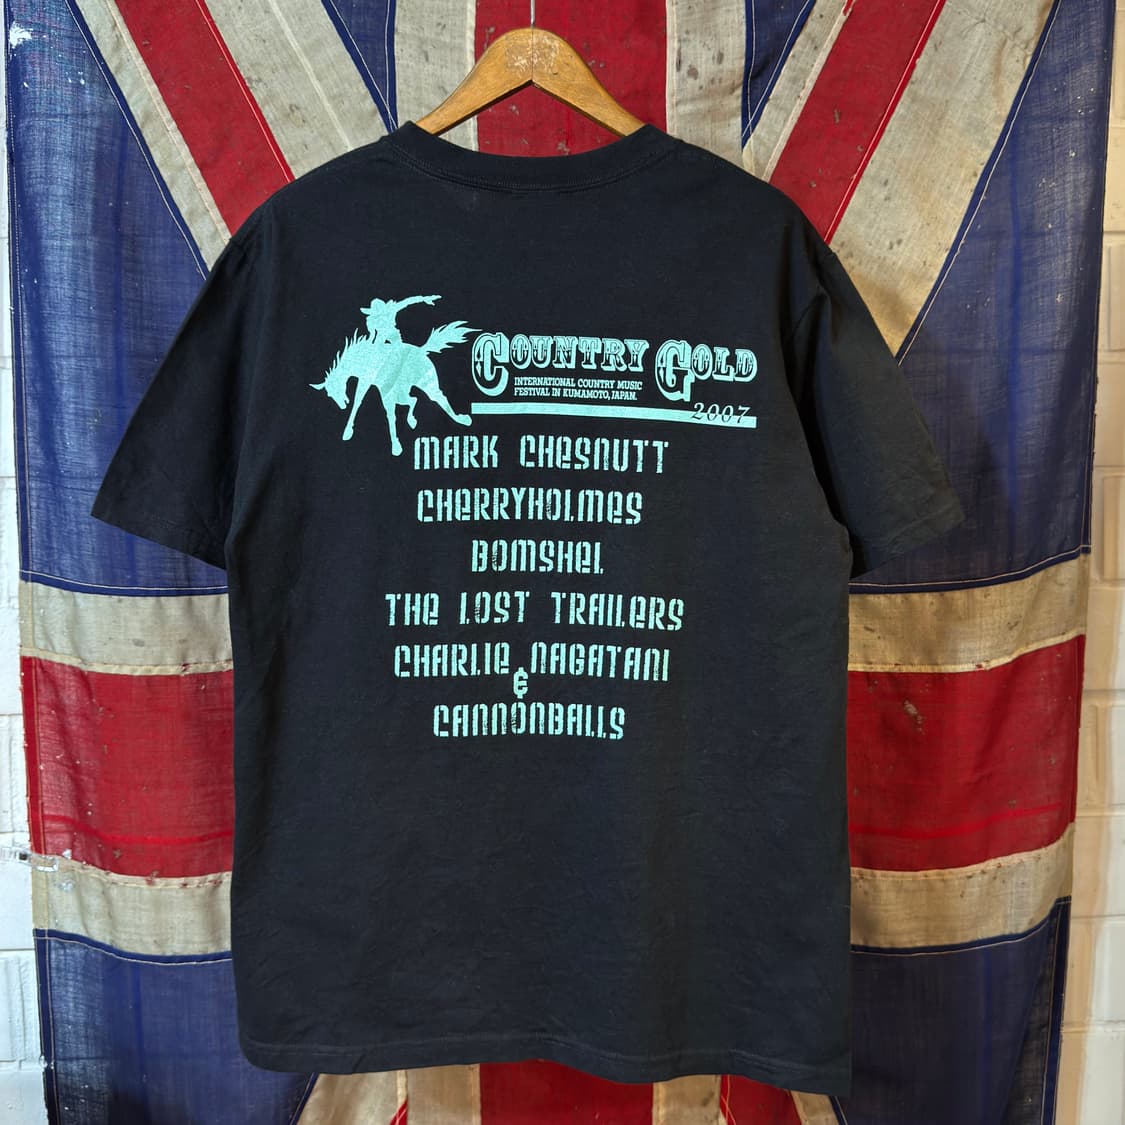 COUNTRY GOLD
INTERNATIONAL COUNTRY MUSIC
FESTIVAL IN KUMAMOTO, JAPAN.
2007
MARK CHESNUTT
CHERRYHOLMES
BOMSHEL
THE LOST TRAILERS
CHARLIE NAGATANI
&
CANNONBALLS